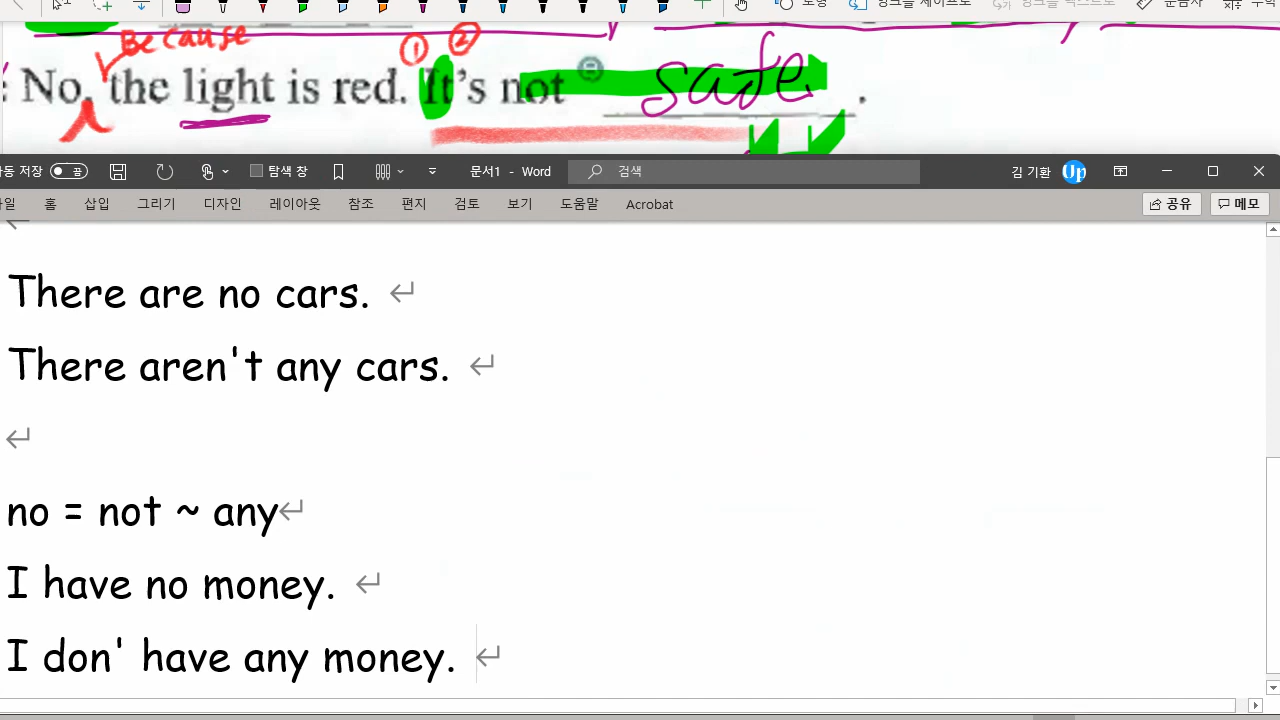 Because
① ②
No, the light is red. It's not safe.
자동 저장 끔 탐색 창 문서1 - Word 검색 김 기환 Up
파일 홈 삽입 그리기 디자인 레이아웃 참조 편지 검토 보기 도움말 Acrobat 공유 메모
There are no cars.
There aren't any cars.
no = not ~ any
I have no money.
I don' have any money.